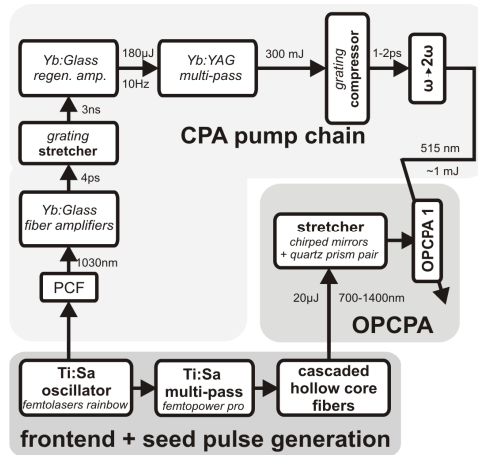 Yb:Glass
regen. amp.
180µJ
10Hz
Yb:YAG
multi-pass
300 mJ
grating
compressor
1-2ps
ω→2ω
3ns
grating
stretcher
CPA pump chain
4ps
515 nm
~1 mJ
Yb:Glass
fiber amplifiers
1030nm
PCF
stretcher
chirped mirrors
+ quartz prism pair
OPCPA 1
20µJ
700-1400nm
OPCPA
Ti:Sa
oscillator
femtolasers rainbow
Ti:Sa
multi-pass
femtopower pro
cascaded
hollow core
fibers
frontend + seed pulse generation